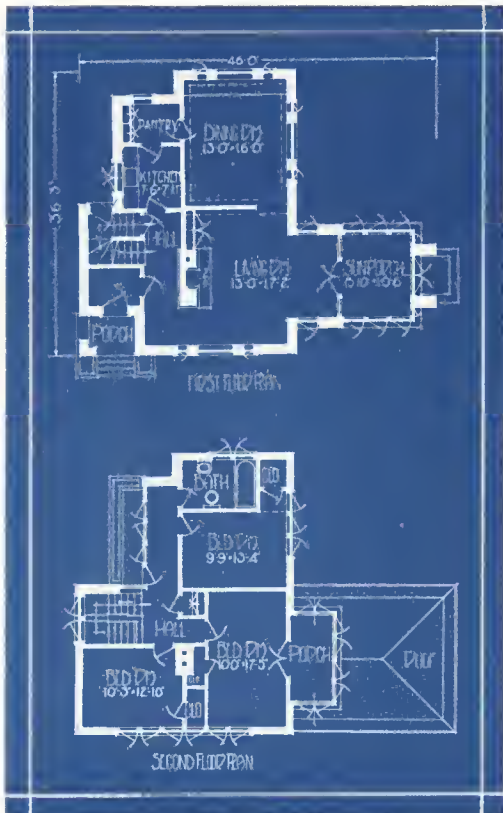 46'-0"
36'-3"
PANTRY
DINING RM
13'-0"·16'-0"
KITCHEN
HALL
LIVING RM
13'-0"·17'-2"
SUN PORCH
PORCH
FIRST FLOOR PLAN
BATH
CLO
BED RM
9'-9"·13'-4"
HALL
BED RM
10'-3"·12'-10"
BED RM
10'-0"·17'-5"
PORCH
ROOF
CLO
SECOND FLOOR PLAN